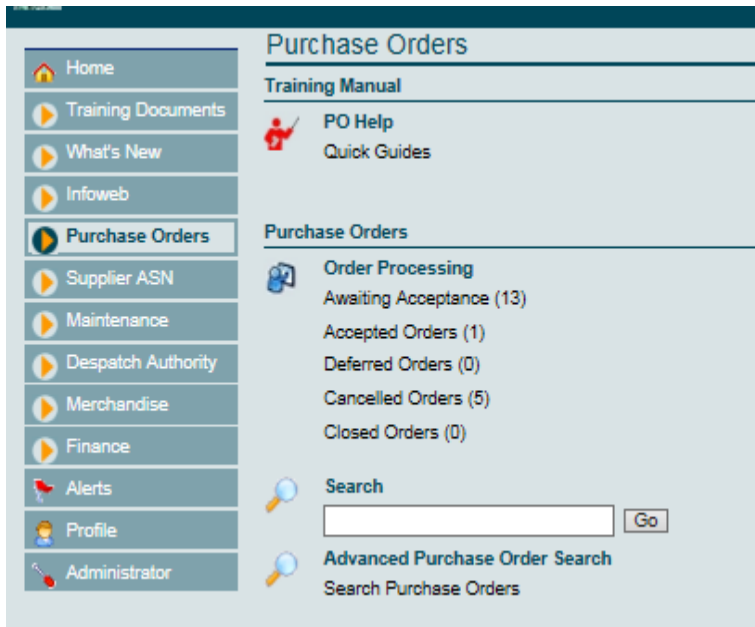 Purchase Orders
Home
Training Documents
What's New
Infoweb
Purchase Orders
Supplier ASN
Maintenance
Despatch Authority
Merchandise
Finance
Alerts
Profile
Administrator
Training Manual
PO Help
Quick Guides
Purchase Orders
Order Processing
Awaiting Acceptance (13)
Accepted Orders (1)
Deferred Orders (0)
Cancelled Orders (5)
Closed Orders (0)
Search
Go
Advanced Purchase Order Search
Search Purchase Orders